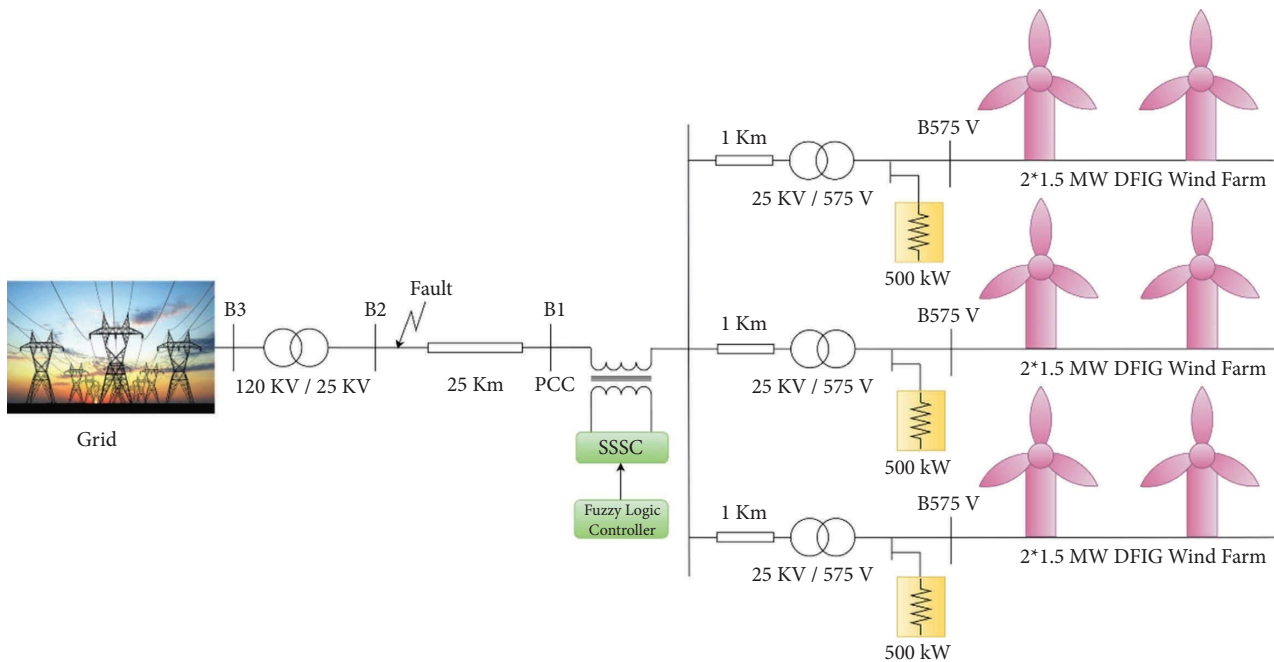 Grid
B3
120 KV / 25 KV
B2
Fault
25 Km
B1
PCC
SSSC
Fuzzy Logic
Controller
1 Km
25 KV / 575 V
500 kW
B575 V
2*1.5 MW DFIG Wind Farm
1 Km
25 KV / 575 V
500 kW
B575 V
2*1.5 MW DFIG Wind Farm
1 Km
25 KV / 575 V
500 kW
B575 V
2*1.5 MW DFIG Wind Farm